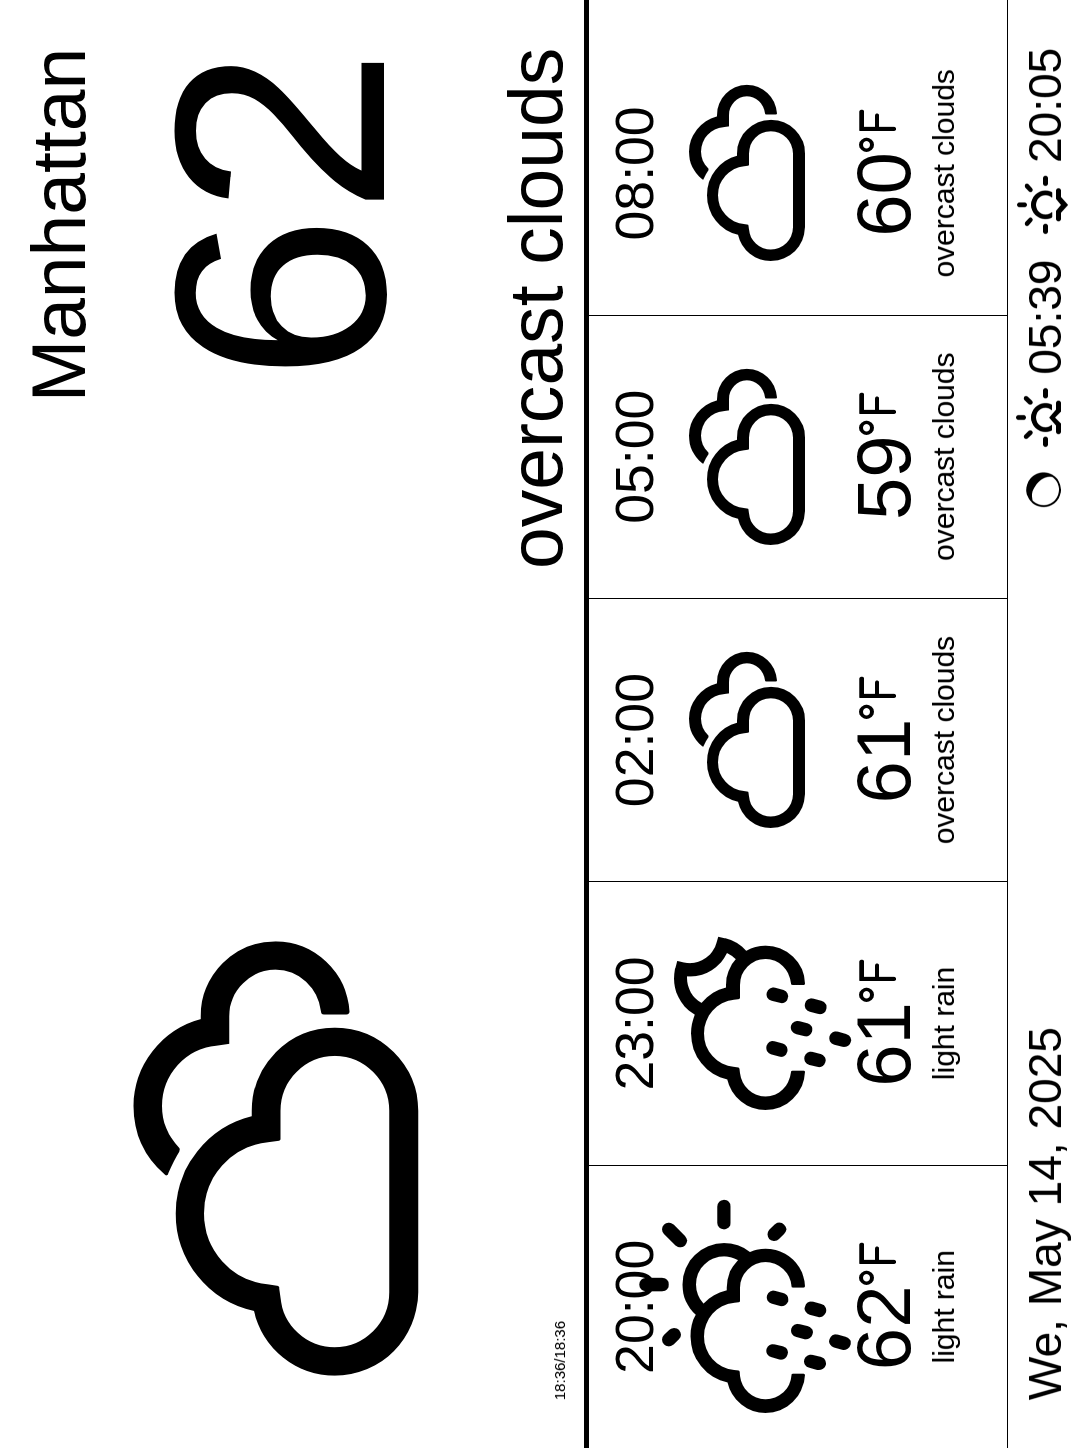 Manhattan
62
overcast clouds
18:36/18:36
20:00
62°F
light rain
23:00
61°F
light rain
02:00
61°F
overcast clouds
05:00
59°F
overcast clouds
08:00
60°F
overcast clouds
We, May 14, 2025
05:39 20:05